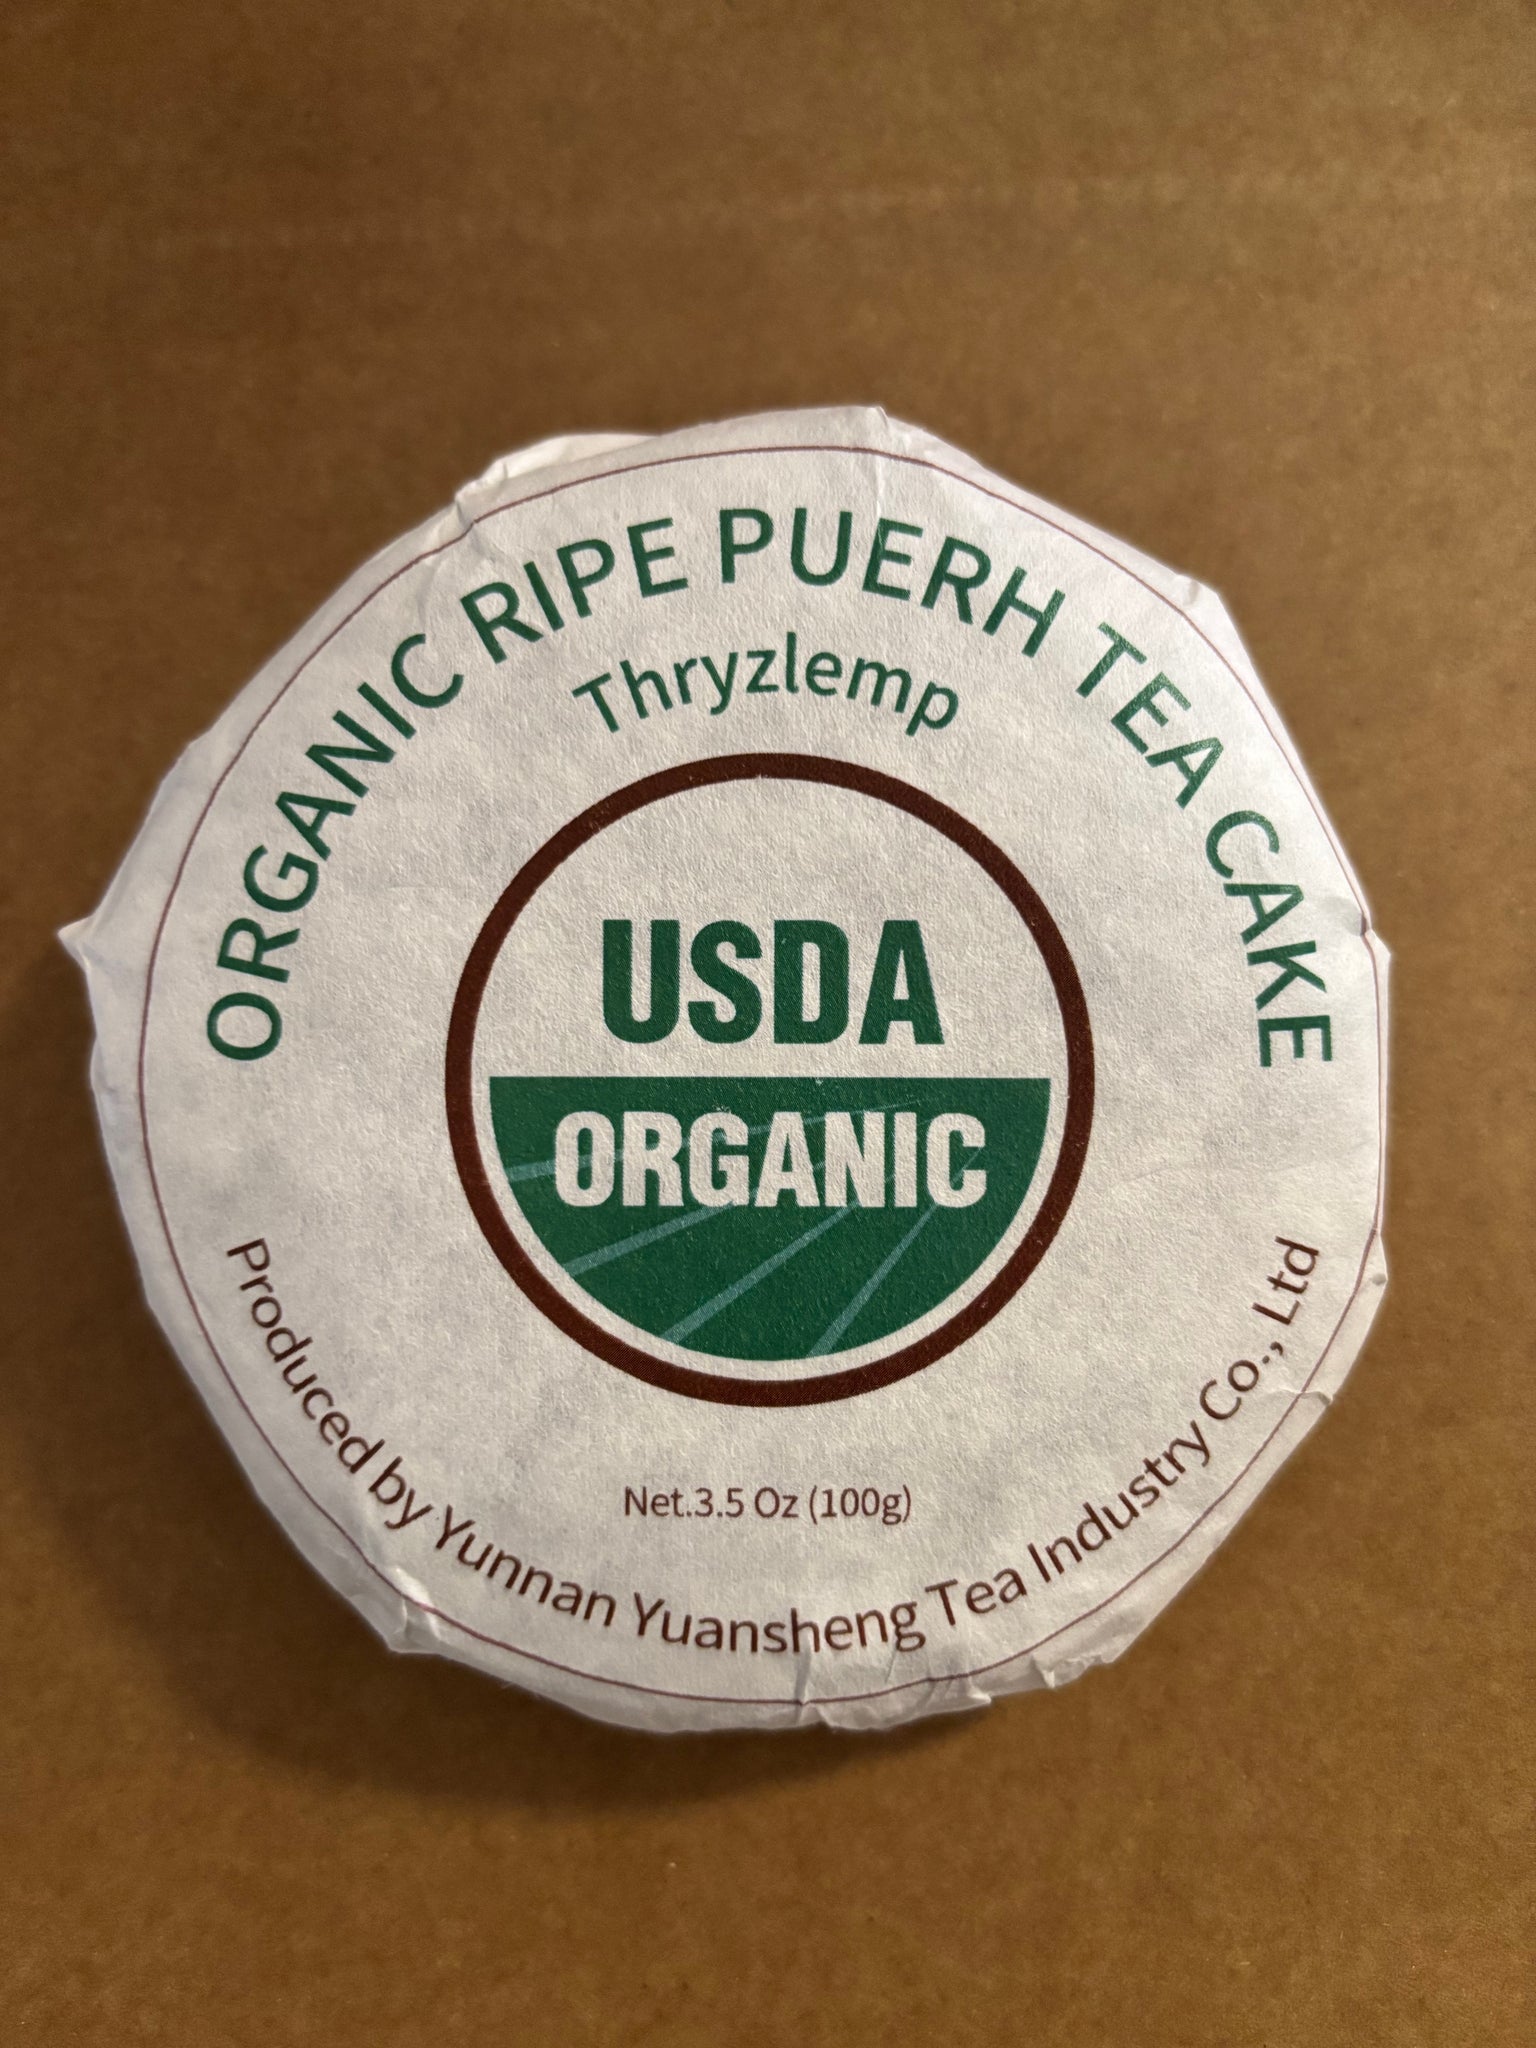 ORGANIC RIPE PUERH TEA CAKE
Thryzlemp
USDA
ORGANIC
Net.3.5 Oz (100g)
Produced by Yunnan Yuansheng Tea Industry Co., Ltd